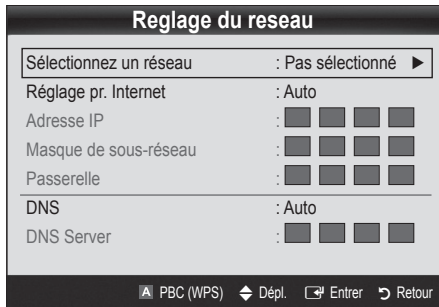 Reglage du reseau
Sélectionnez un réseau : Pas sélectionné ►
Réglage pr. Internet : Auto
Adresse IP :
Masque de sous-réseau :
Passerelle :
DNS : Auto
DNS Server :
A PBC (WPS) Dépl. Entrer Retour